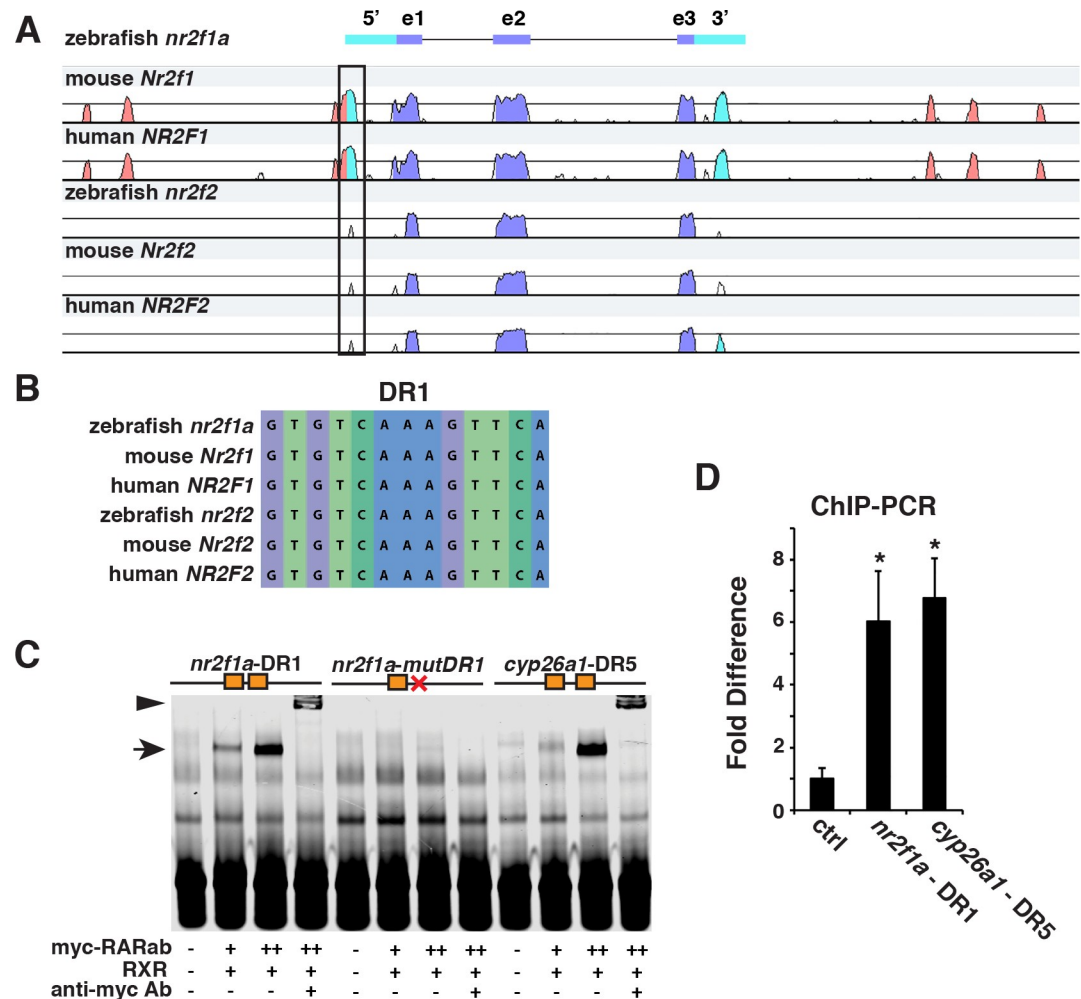 A
5’ e1 e2 e3 3’
zebrafish nr2f1a
mouse Nr2f1
human NR2F1
zebrafish nr2f2
mouse Nr2f2
human NR2F2
B
DR1
zebrafish nr2f1a G T G T C A A A G T T C A
mouse Nr2f1 G T G T C A A A G T T C A
human NR2F1 G T G T C A A A G T T C A
zebrafish nr2f2 G T G T C A A A G T T C A
mouse Nr2f2 G T G T C A A A G T T C A
human NR2F2 G T G T C A A A G T T C A
C
nr2f1a-DR1 nr2f1a-mutDR1 cyp26a1-DR5
myc-RARab - + ++ ++ - + ++ ++ - + ++ ++
RXR - + + + - + + + - + + +
anti-myc Ab - - - + - - - + - - - +
D
ChIP-PCR
Fold Difference
8
6
4
2
0
* *
ctrl
nr2f1a - DR1
cyp26a1 - DR5